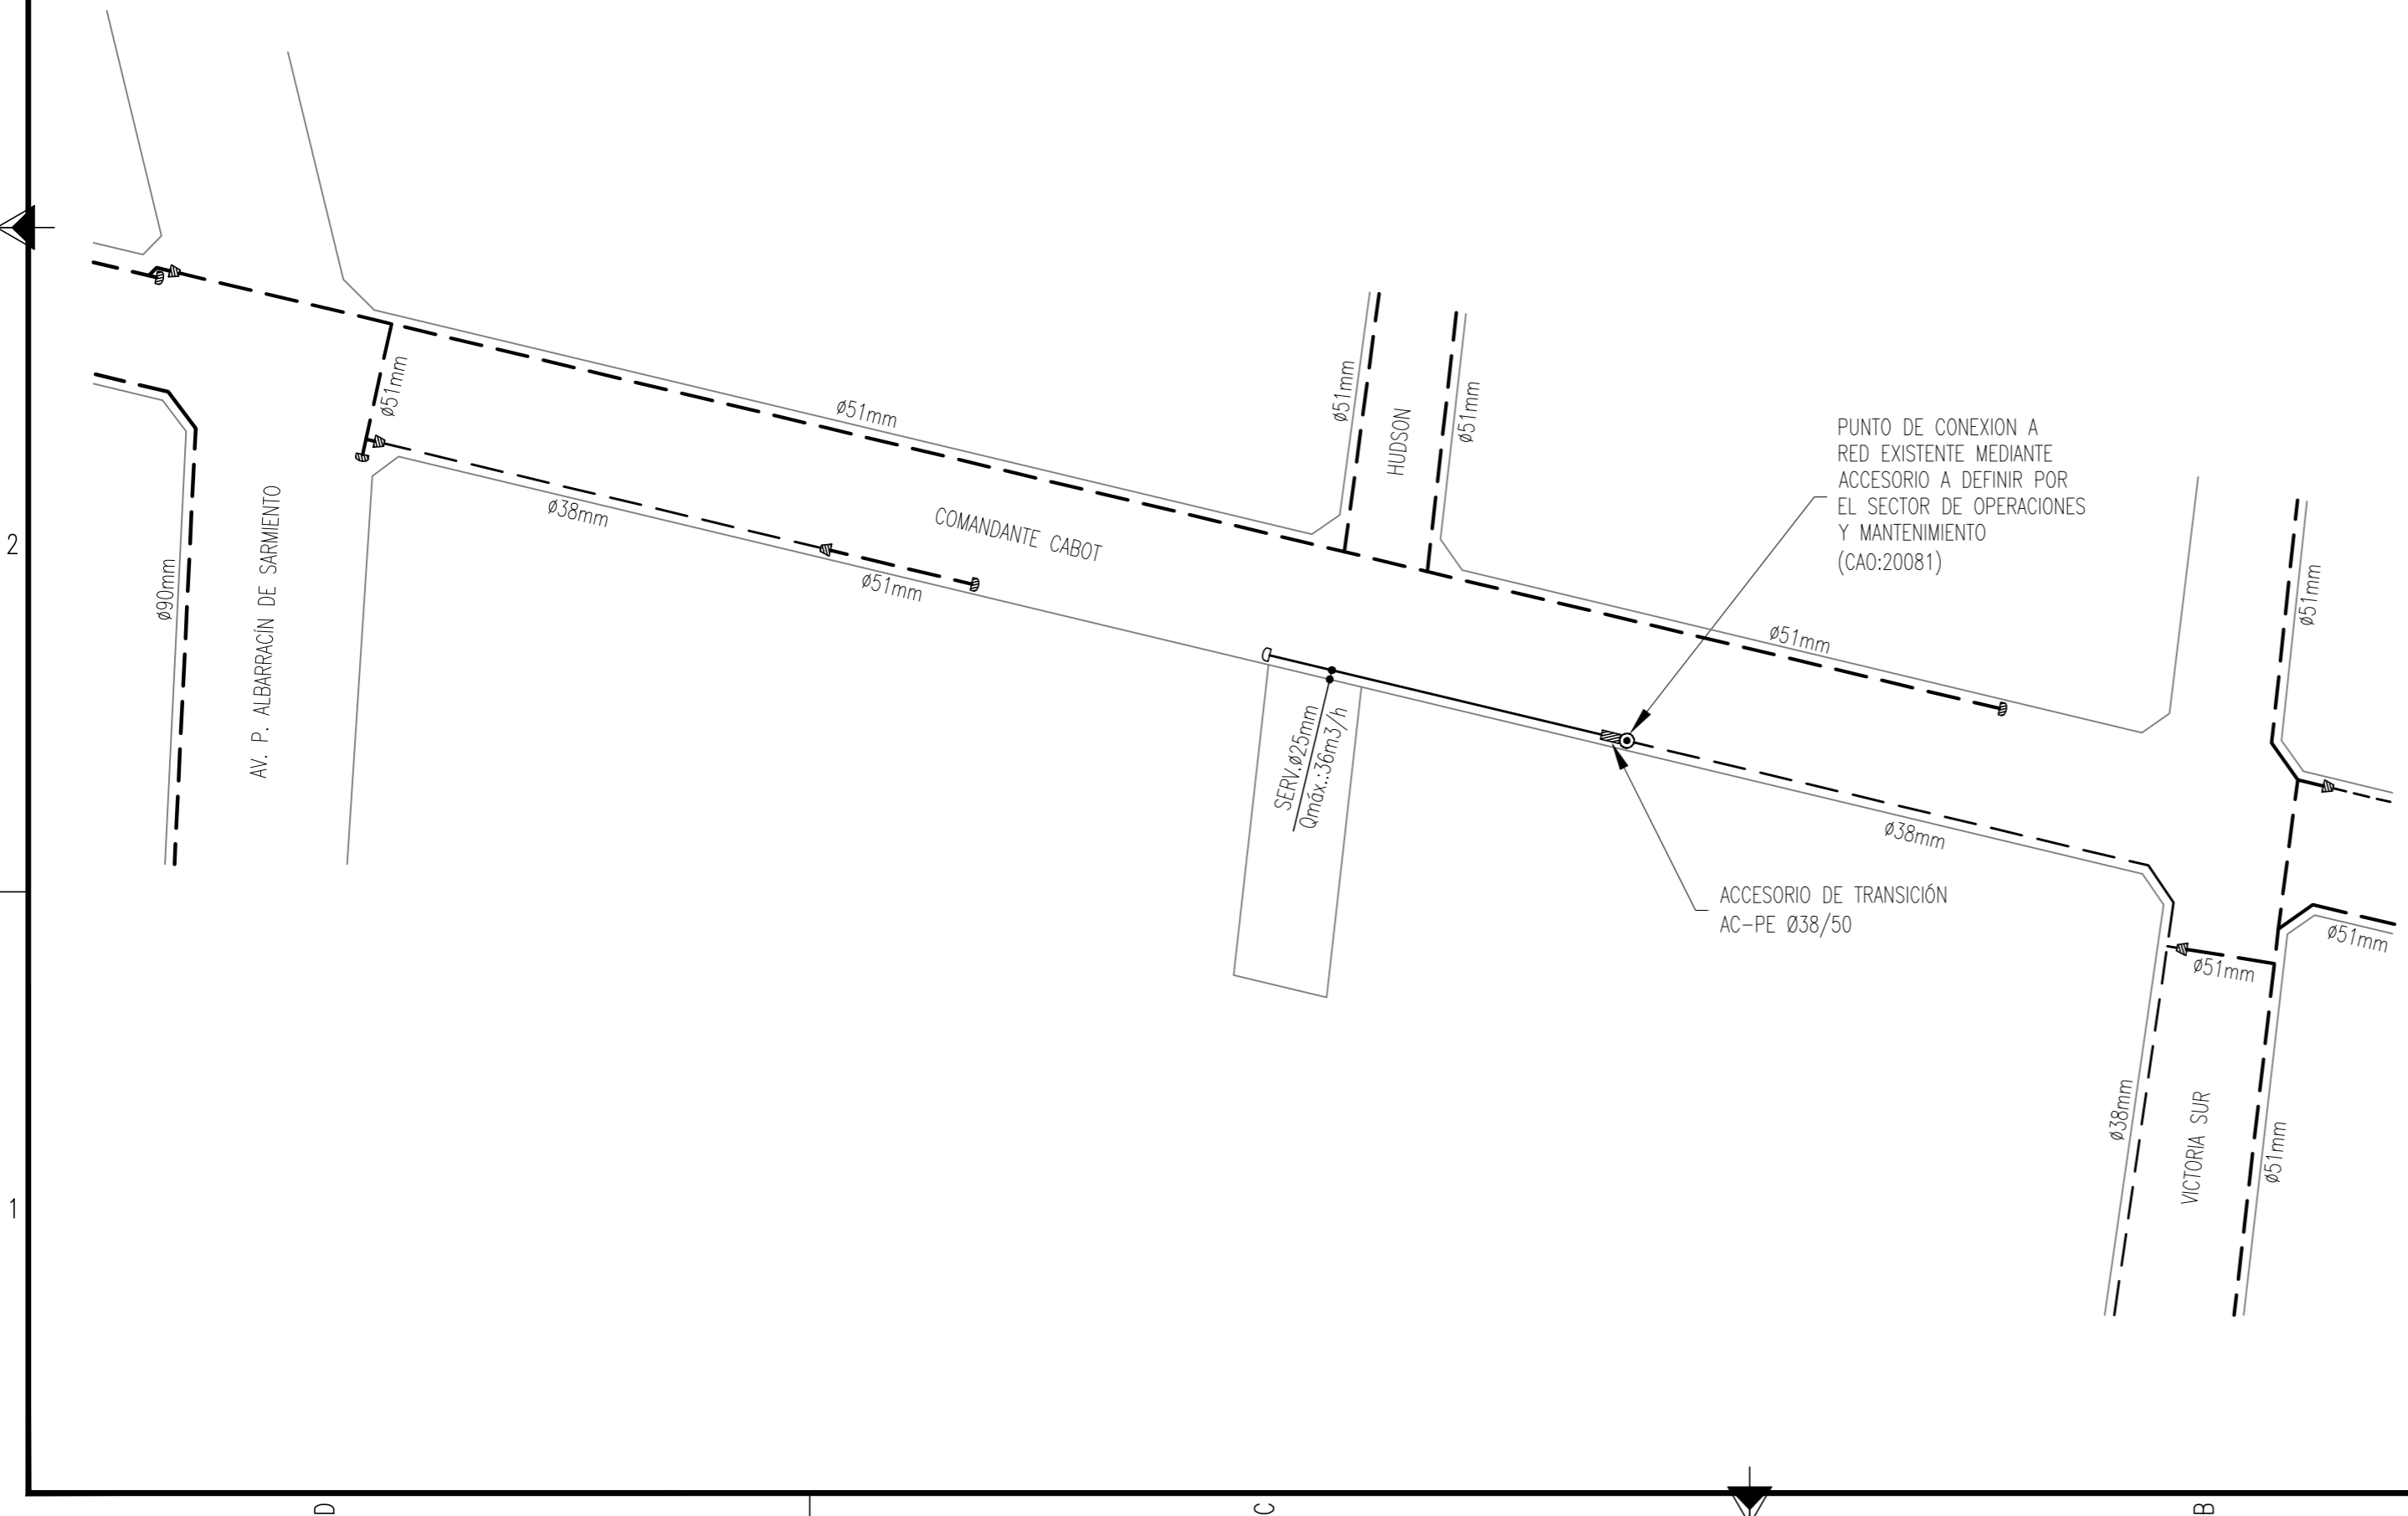 ø51mm
ø51mm
ø38mm
COMANDANTE CABOT
ø51mm
ø51mm
HUDSON
ø51mm
PUNTO DE CONEXION A
RED EXISTENTE MEDIANTE
ACCESORIO A DEFINIR POR
EL SECTOR DE OPERACIONES
Y MANTENIMIENTO
(CAO:20081)
ø51mm
ø51mm
2
ø90mm
AV. P. ALBARRACÍN DE SARMIENTO
SERV.ø25mm
Qmáx.:36m3/h
ø38mm
ACCESORIO DE TRANSICIÓN
AC-PE Ø38/50
ø51mm
ø51mm
ø38mm
VICTORIA SUR
ø51mm
1
D
C
B